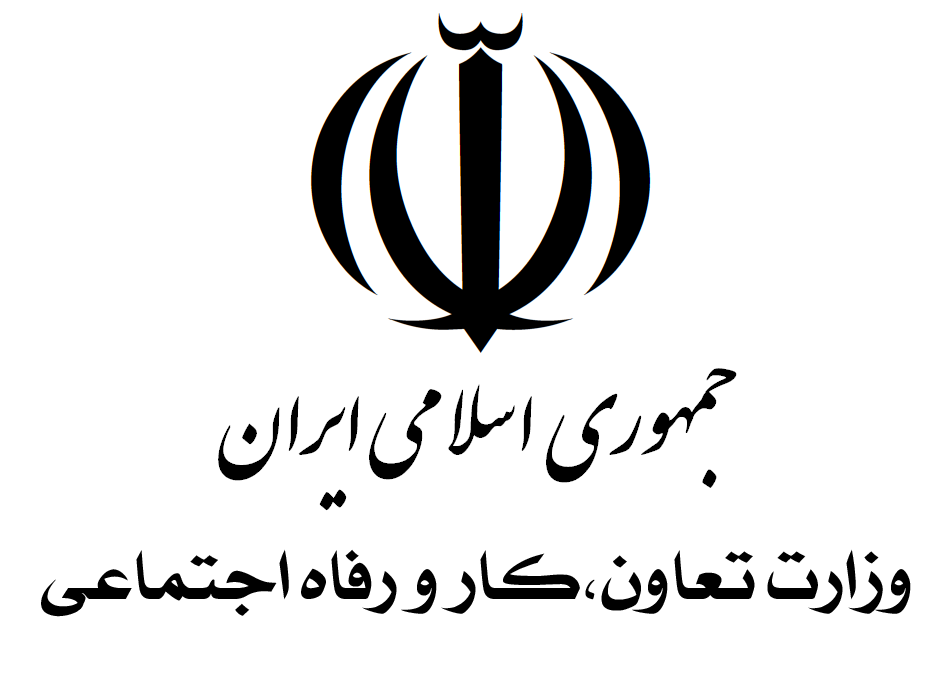 جمهوری اسلامی ایران
وزارت تعاون،کار و رفاه اجتماعی